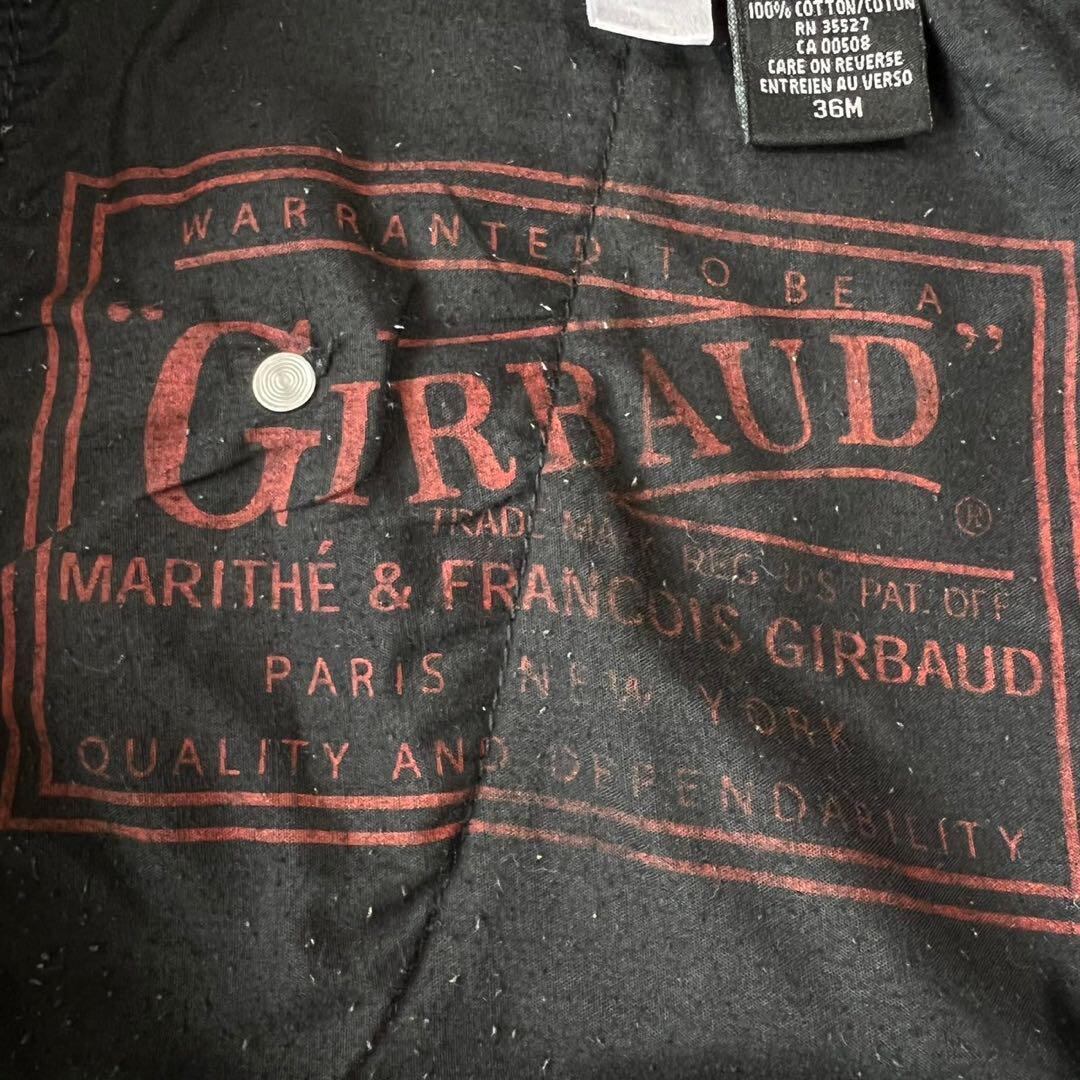 100% COTTON/COTON
RN 35527
CA 00508
CARE ON REVERSE
ENTREIEN AU VERSO
36M
WARRANTED TO BE A
“GIRBAUD”
®
TRADE MARK REG U.S PAT. OFF
MARITHÉ & FRANCOIS GIRBAUD
PARIS NEW YORK
QUALITY AND DEPENDABILITY